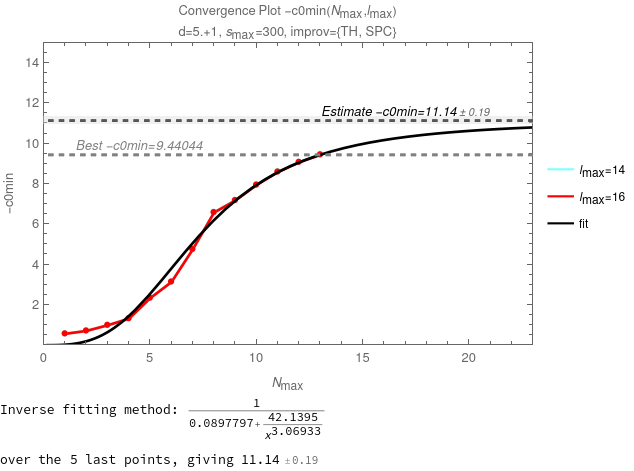 Convergence Plot −c0min(Nmax,lmax)
d=5.+1, smax=300, improv={TH, SPC}
14
12
10
8
6
4
2
0
5
10
15
20
−c0min
Nmax
Estimate −c0min=11.14 ± 0.19
Best −c0min=9.44044
lmax=14
lmax=16
fit
Inverse fitting method: 1
0.0897797+ 42.1395
x^3.06933
over the 5 last points, giving 11.14 ±0.19